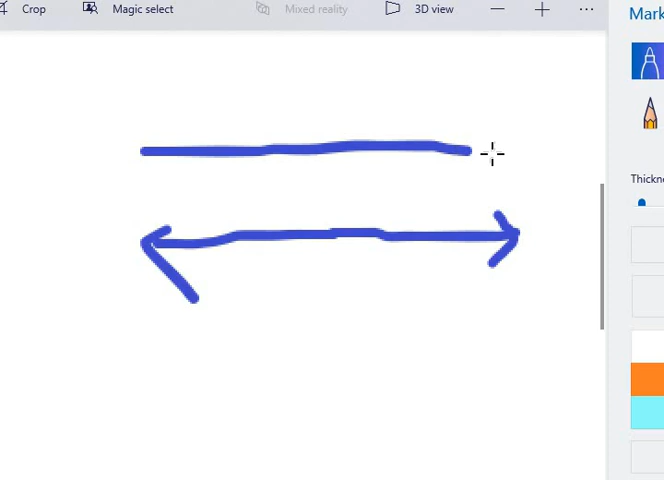 Crop
Magic select
Mixed reality
3D view
Mark
Thickne